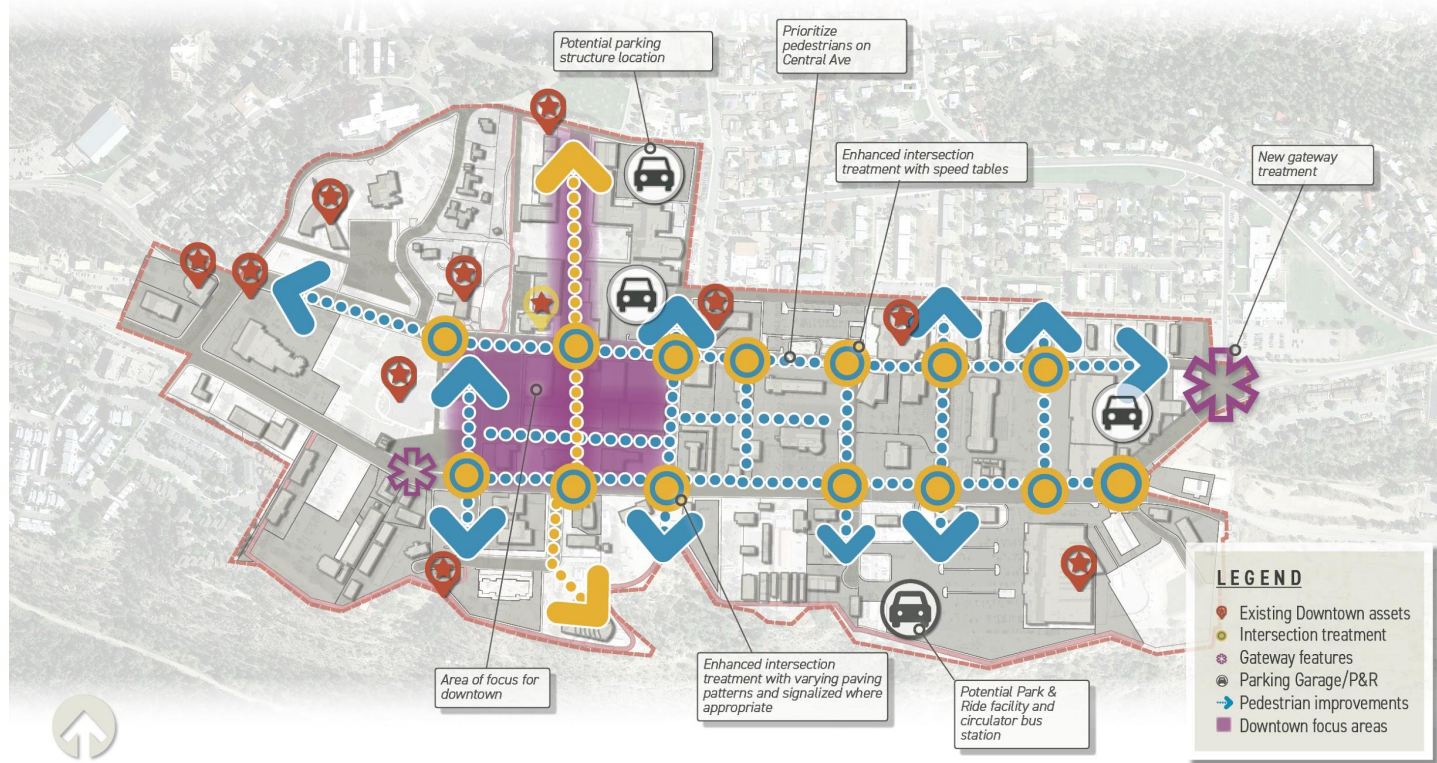 Potential parking
structure location
Prioritize
pedestrians on
Central Ave
Enhanced intersection
treatment with speed tables
New gateway
treatment
Area of focus for
downtown
Enhanced intersection
treatment with varying paving
patterns and signalized where
appropriate
Potential Park &
Ride facility and
circulator bus
station
LEGEND
Existing Downtown assets
Intersection treatment
Gateway features
Parking Garage/P&R
Pedestrian improvements
Downtown focus areas